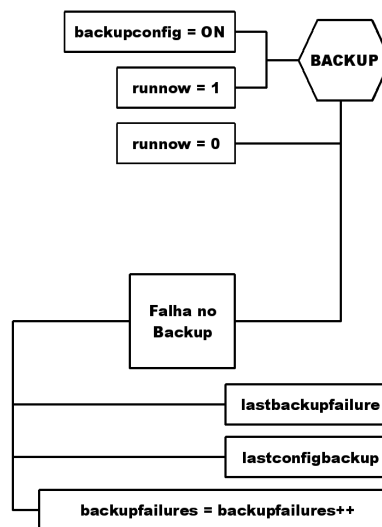 backupconfig = ON
BACKUP
runnow = 1
runnow = 0
Falha no
Backup
lastbackupfailure
lastconfigbackup
backupfailures = backupfailures++